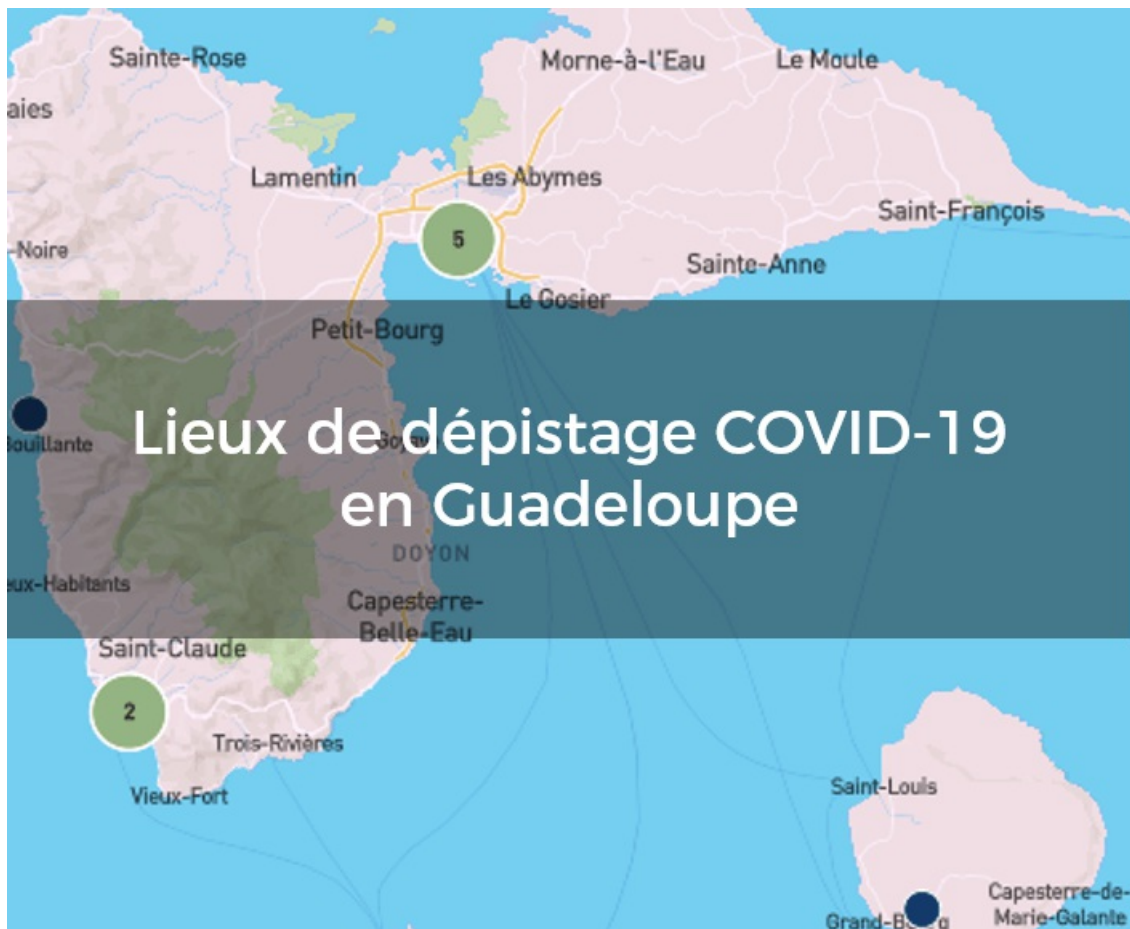 Sainte-Rose
Morne-à-l'Eau
Le Moule
aies
Lamentin
Les Abymes
Saint-François
5
-Noire
Sainte-Anne
Le Gosier
Petit-Bourg
Lieux de dépistage COVID-19
Bouillante
en Guadeloupe
DOYON
eux-Habitants
Capesterre-
Belle-Eau
Saint-Claude
2
Trois-Rivières
Vieux-Fort
Saint-Louis
Capesterre-de-
Marie-Galante